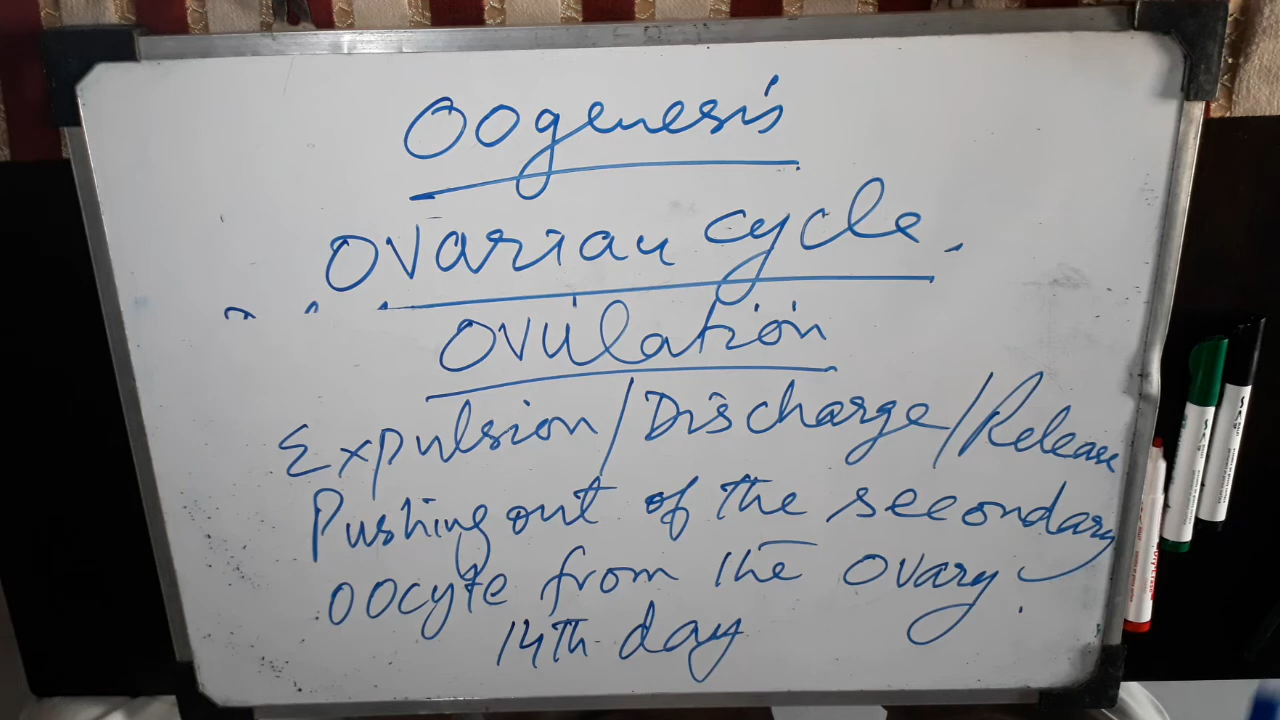 Oogenesis
Ovarian cycle.
Ovulation
Expulsion/Discharge/Release
Pushing out of the secondary
oocyte from the ovary.
14th day